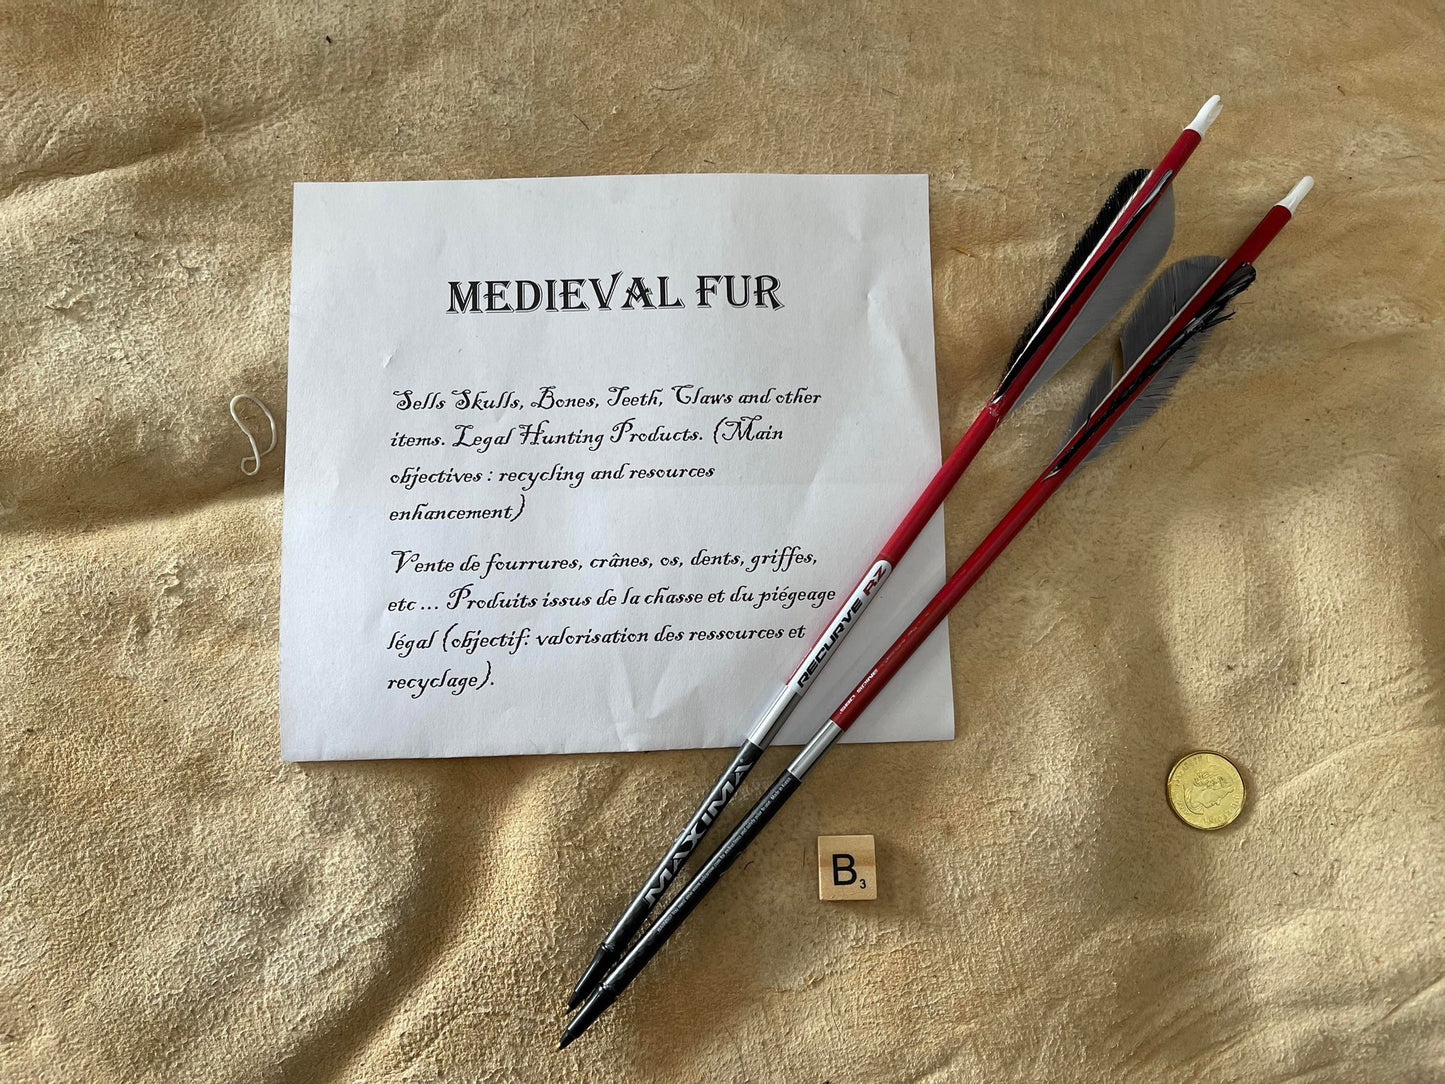 MEDIEVAL FUR
Sells Skulls, Bones, Teeth, Claws and other
items. Legal Hunting Products. (Main
objectives : recycling and resources
enhancement)
Vente de fourrures, crânes, os, dents, griffes,
etc ... Produits issus de la chasse et du piégeage
légal (objectif: valorisation des ressources et
recyclage).
RECURVE RZ
MAXIMA
B3